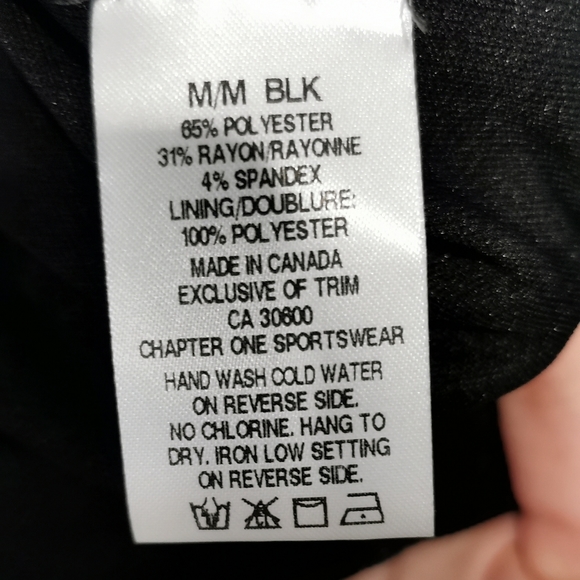 M/M BLK
65% POLYESTER
31% RAYON/RAYONNE
4% SPANDEX
LINING/DOUBLURE:
100% POLYESTER
MADE IN CANADA
EXCLUSIVE OF TRIM
CA 30600
CHAPTER ONE SPORTSWEAR
HAND WASH COLD WATER
ON REVERSE SIDE.
NO CHLORINE. HANG TO
DRY. IRON LOW SETTING
ON REVERSE SIDE.